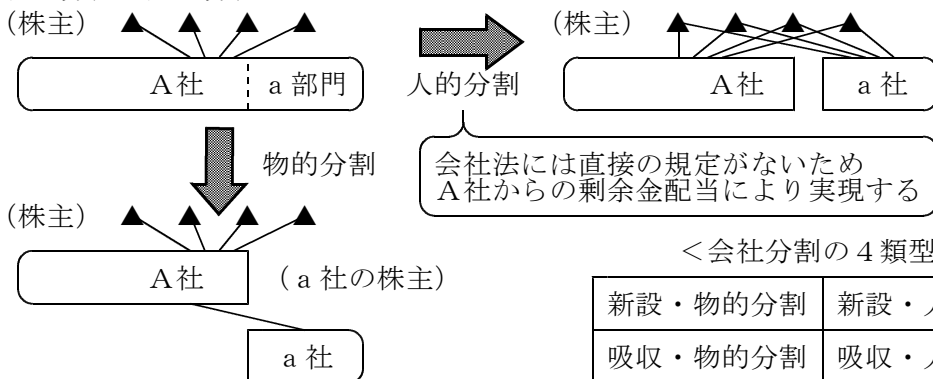 (株主)
A社
a 部門
人的分割
(株主)
A社
a 社
会社法には直接の規定がないため
A社からの剰余金配当により実現する
物的分割
(株主)
A社
(a 社の株主)
a 社
<会社分割の4類型
新設・物的分割
新設・
吸収・物的分割
吸収・